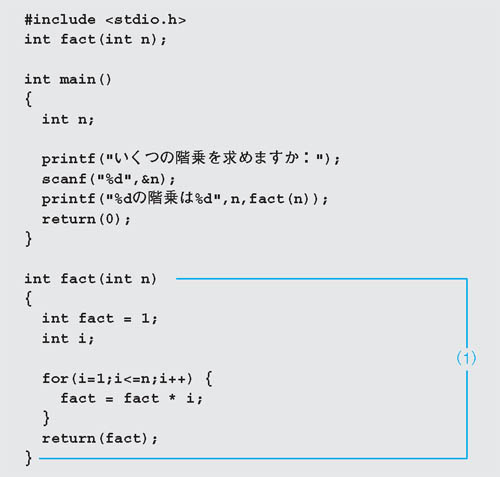 #include <stdio.h>
int fact(int n);
int main()
{
int n;
printf("いくつの階乗を求めますか：");
scanf("%d",&n);
printf("%dの階乗は%d",n,fact(n));
return(0);
}
int fact(int n)
{
int fact = 1;
int i;
for(i=1;i<=n;i++) {
fact = fact * i;
}
return(fact);
}
(1)